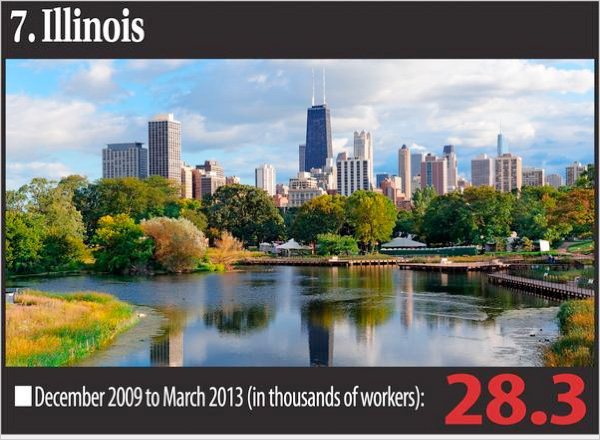 7. Illinois
December 2009 to March 2013 (in thousands of workers): 28.3